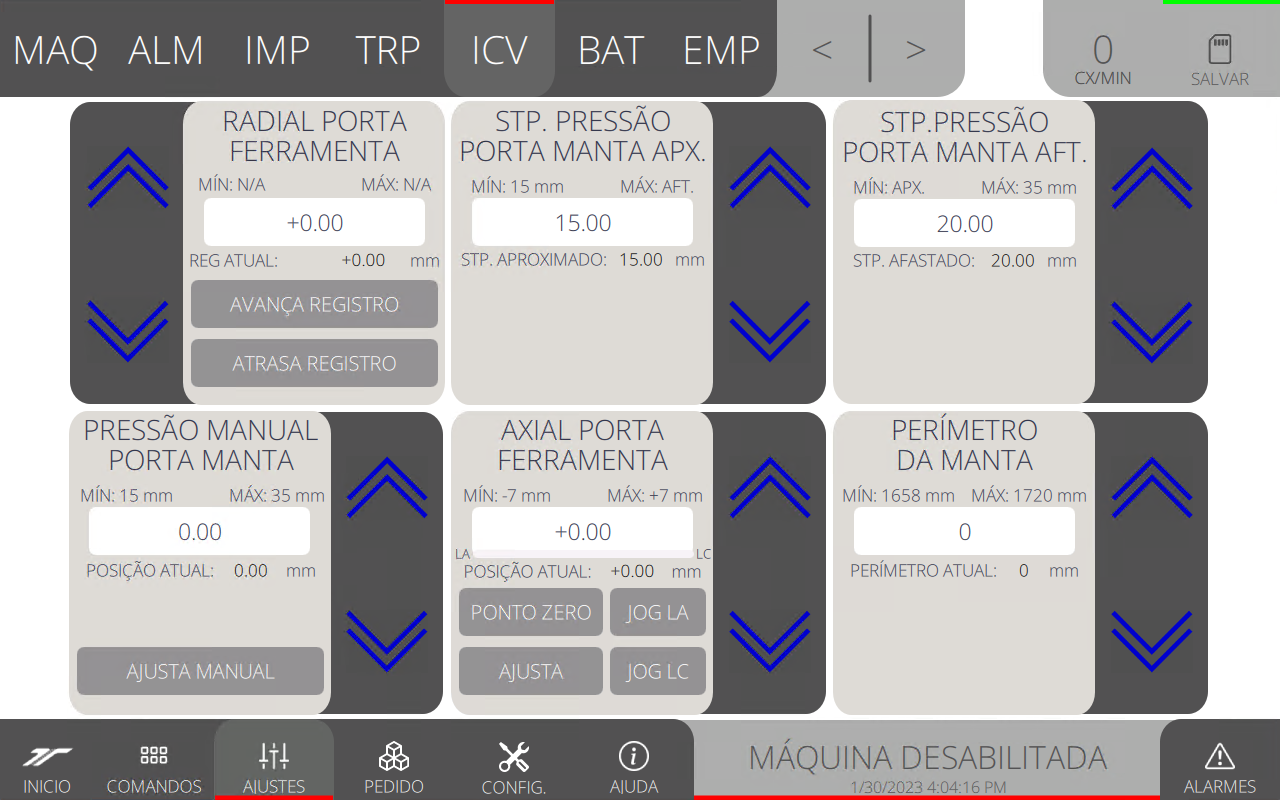 MAQ ALM IMP TRP ICV BAT EMP < > 0
CX/MIN SALVAR
RADIAL PORTA
FERRAMENTA
MÍN: N/A MÁX: N/A
+0.00
REG ATUAL: +0.00 mm
AVANÇA REGISTRO
ATRASA REGISTRO
STP. PRESSÃO
PORTA MANTA APX.
MÍN: 15 mm MÁX: AFT.
15.00
STP. APROXIMADO: 15.00 mm
STP.PRESSÃO
PORTA MANTA AFT.
MÍN: APX. MÁX: 35 mm
20.00
STP. AFASTADO: 20.00 mm
PRESSÃO MANUAL
PORTA MANTA
MÍN: 15 mm MÁX: 35 mm
0.00
POSIÇÃO ATUAL: 0.00 mm
AJUSTA MANUAL
AXIAL PORTA
FERRAMENTA
MÍN: -7 mm MÁX: +7 mm
+0.00
LA LC
POSIÇÃO ATUAL: +0.00 mm
PONTO ZERO JOG LA
AJUSTA JOG LC
PERÍMETRO
DA MANTA
MÍN: 1658 mm MÁX: 1720 mm
0
PERÍMETRO ATUAL: 0 mm
INICIO COMANDOS AJUSTES PEDIDO CONFIG. AJUDA
MÁQUINA DESABILITADA
1/30/2023 4:04:16 PM
ALARMES